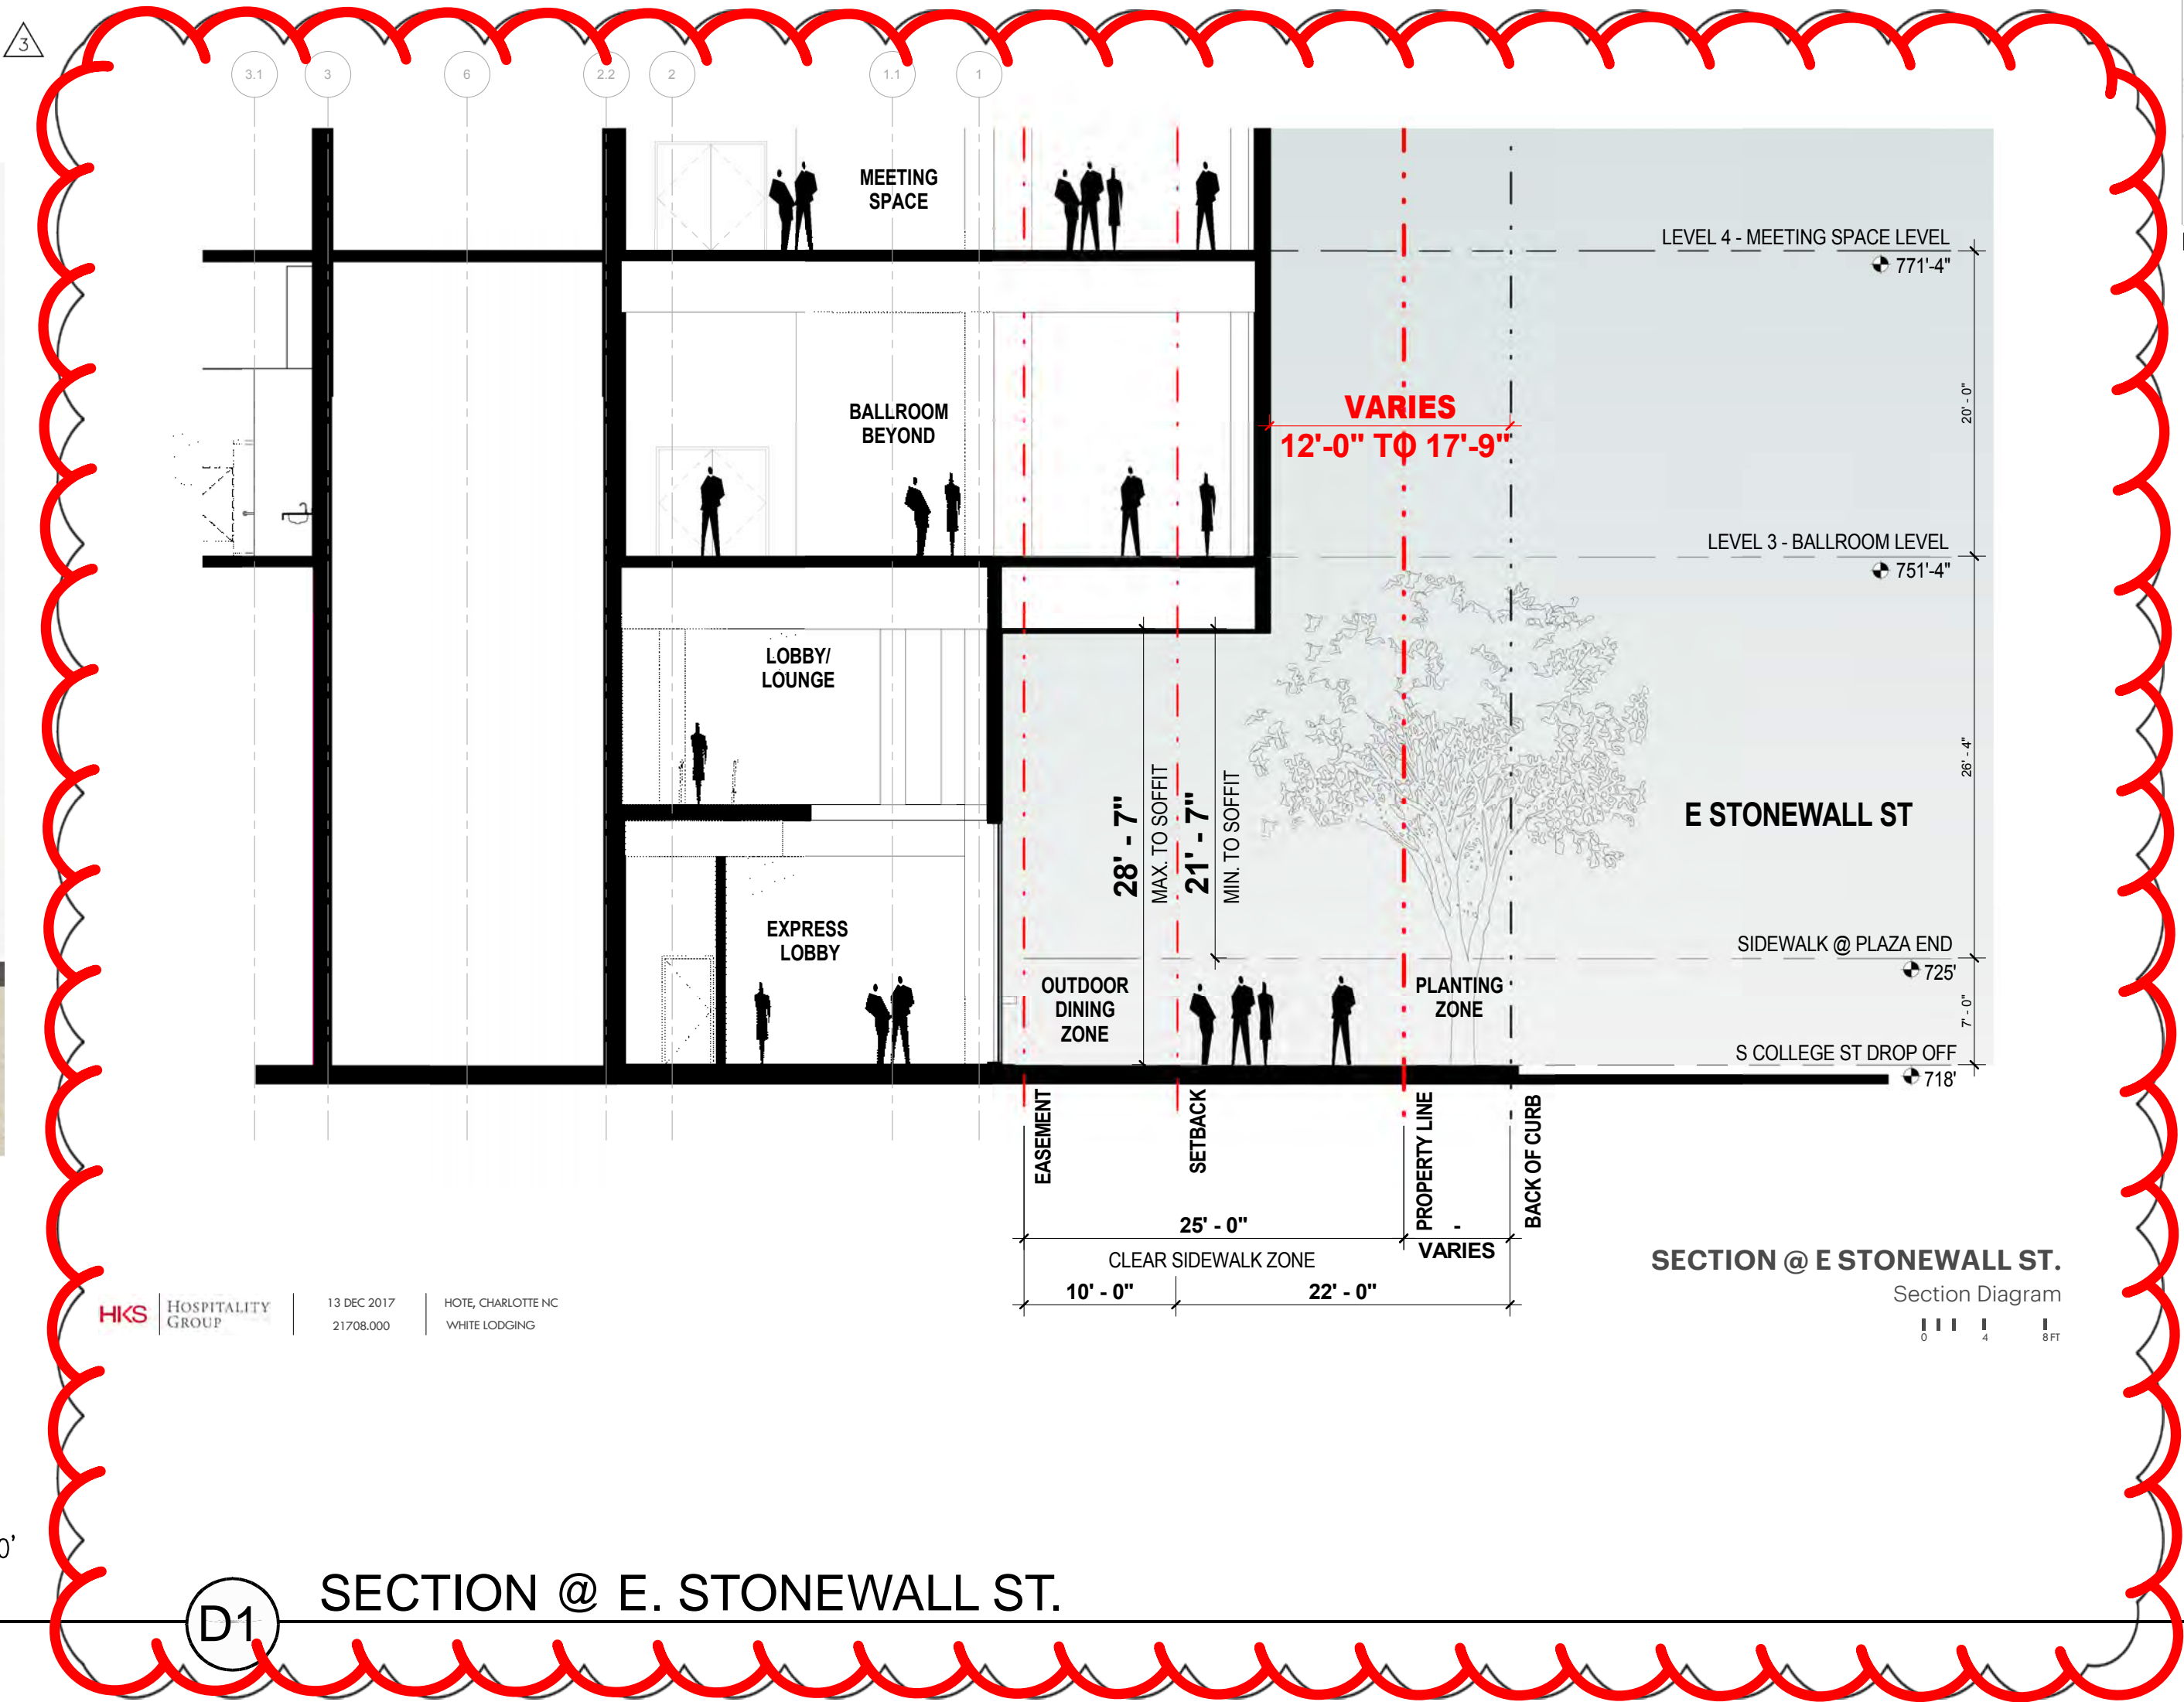 3
3.1
3
6
2.2
2
1.1
1
MEETING
SPACE
LEVEL 4 - MEETING SPACE LEVEL
771'-4"
20' - 0"
VARIES
12'-0" TO 17'-9"
BALLROOM
BEYOND
LEVEL 3 - BALLROOM LEVEL
751'-4"
LOBBY/
LOUNGE
28' - 7"
MAX. TO SOFFIT
21' - 7"
MIN. TO SOFFIT
26' - 4"
E STONEWALL ST
EXPRESS
LOBBY
OUTDOOR
DINING
ZONE
PLANTING
ZONE
SIDEWALK @ PLAZA END
725'
7' - 0"
S COLLEGE ST DROP OFF
718'
EASEMENT
SETBACK
PROPERTY LINE
BACK OF CURB
25' - 0"
-
VARIES
CLEAR SIDEWALK ZONE
10' - 0"
22' - 0"
SECTION @ E STONEWALL ST.
Section Diagram
0 4 8 FT
HKS
HOSPITALITY
GROUP
13 DEC 2017
21708.000
HOTE, CHARLOTTE NC
WHITE LODGING
0'
D1
SECTION @ E. STONEWALL ST.